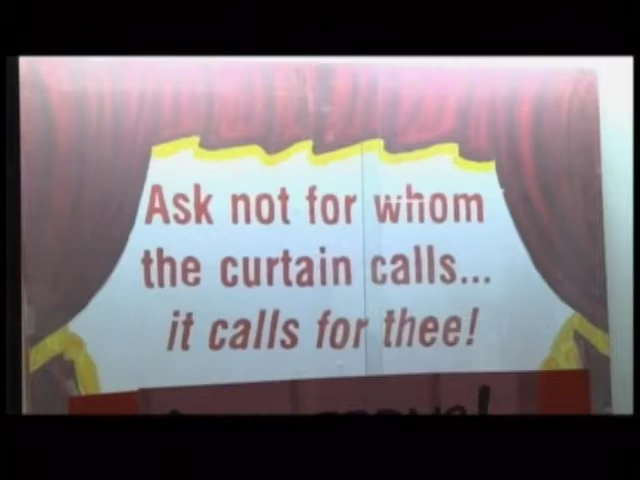 Ask not for whom
the curtain calls...
it calls for thee!